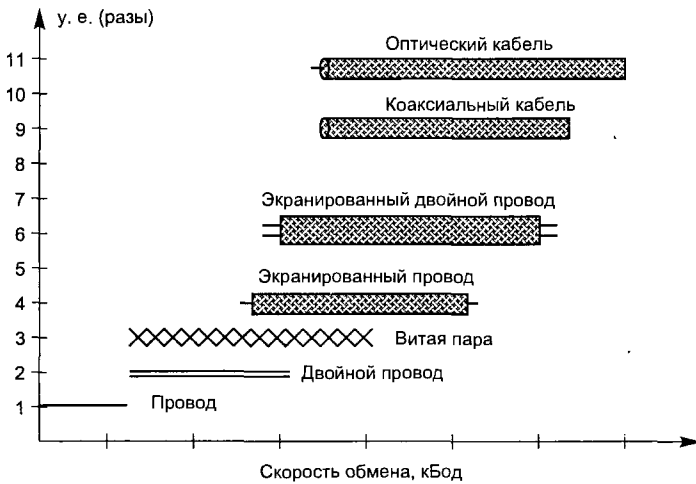 у. е. (разы)
Оптический кабель
11
10
Коаксиальный кабель
9
8
7
Экранированный двойной провод
6
5
Экранированный провод
4
3
Витая пара
2
Двойной провод
1
Провод
Скорость обмена, кБод